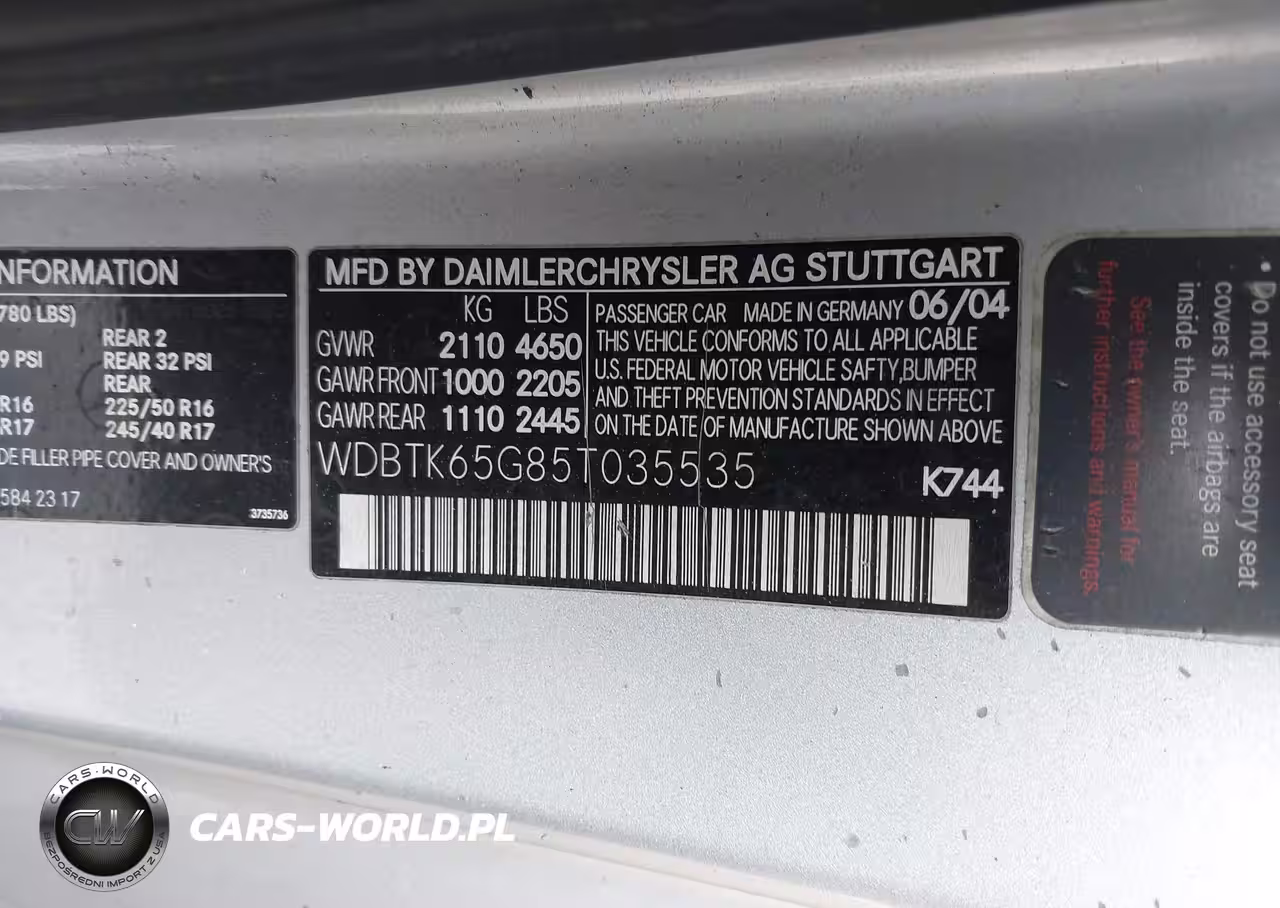 NFORMATION
780 LBS)
REAR 2
9 PSI REAR 32 PSI
REAR
R16 225/50 R16
R17 245/40 R17
DE FILLER PIPE COVER AND OWNER'S
584 23 17
3735736
MFD BY DAIMLERCHRYSLER AG STUTTGART
KG LBS
GVWR 2110 4650
GAWR FRONT 1000 2205
GAWR REAR 1110 2445
PASSENGER CAR MADE IN GERMANY 06/04
THIS VEHICLE CONFORMS TO ALL APPLICABLE
U.S. FEDERAL MOTOR VEHICLE SAFTY,BUMPER
AND THEFT PREVENTION STANDARDS IN EFFECT
ON THE DATE OF MANUFACTURE SHOWN ABOVE
WDBTK65G85T035535
K744
• Do not use accessory seat
covers if the airbags are
inside the seat.
See the owner's manual for
further instructions and warnings.
CARS-WORLD
CW
BEZPOŚREDNI IMPORT Z USA
CARS-WORLD.PL